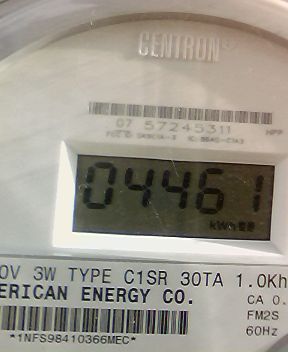 CENTRON®
07 57245311
04461
kWh
0V 3W TYPE C1SR 30TA 1.0Kh
ERICAN ENERGY CO. CA 0.
FM2S
60Hz
*1NFS98410366MEC*